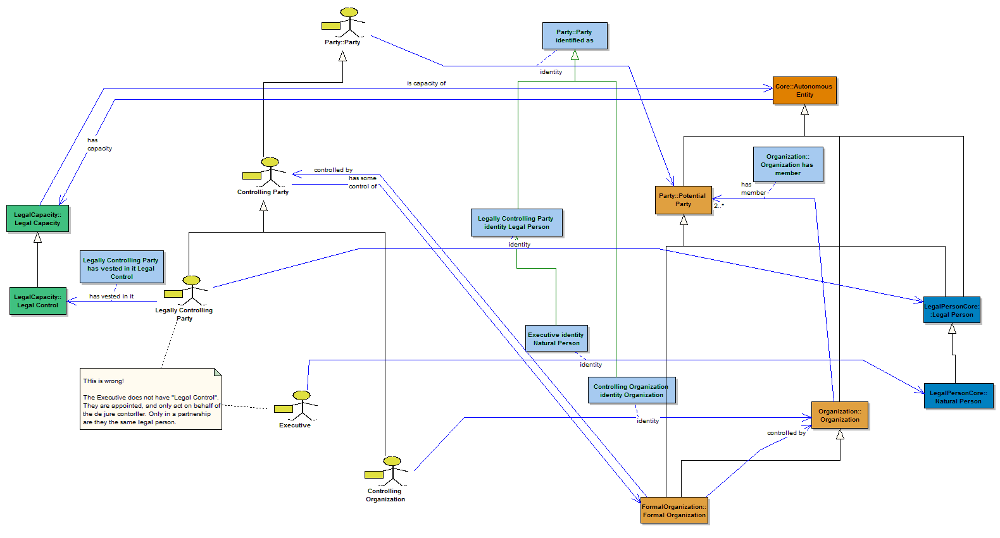 Party::Party
Party::Party
identified as
identity
is capacity of
Core::Autonomous
Entity
has
capacity
Organization::
Organization has
member
controlled by
has some
control of
Controlling Party
has
member
Party::Potential
Party
2..*
LegalCapacity::
Legal Capacity
Legally Controlling Party
identity Legal Person
identity
Legally Controlling Party
has vested in it Legal
Control
LegalCapacity::
Legal Control
has vested in it
Legally Controlling
Party
LegalPersonCore:
:Legal Person
Executive identity
Natural Person
identity
THis is wrong!
The Executive does not have "Legal Control".
They are appointed, and only act on behalf of
the de jure contorller. Only in a partnership
are they the same legal person.
Executive
Controlling Organization
identity Organization
identity
LegalPersonCore::
Natural Person
Organization::
Organization
controlled by
Controlling
Organization
FormalOrganization::
Formal Organization